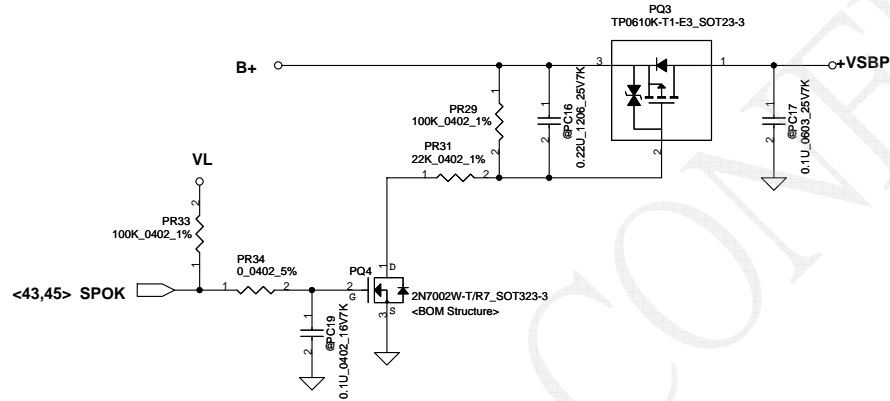 PQ3
TP0610K-T1-E3_SOT23-3
B+
3
1
+VSBP
1
PR29
100K_0402_1%
2
1
@PC16
0.22U_1206_25V7K
2
2
1
@PC17
0.1U_0603_25V7K
2
PR31
22K_0402_1%
1
2
VL
2
PR33
100K_0402_1%
1
PR34
0_0402_5%
<43,45> SPOK
1
2
PQ4
1
D
2
G
2N7002W-T/R7_SOT323-3
<BOM Structure>
3
S
1
@PC19
0.1U_0402_16V7K
2
CONF